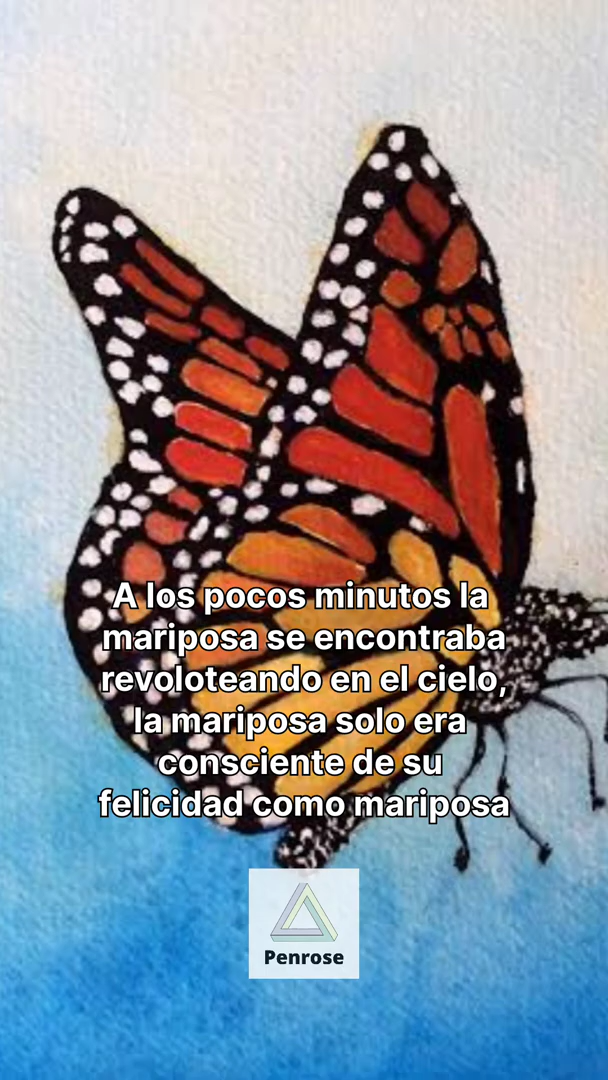 A los pocos minutos la
mariposa se encontraba
revoloteando en el cielo,
la mariposa solo era
consciente de su
felicidad como mariposa
Penrose